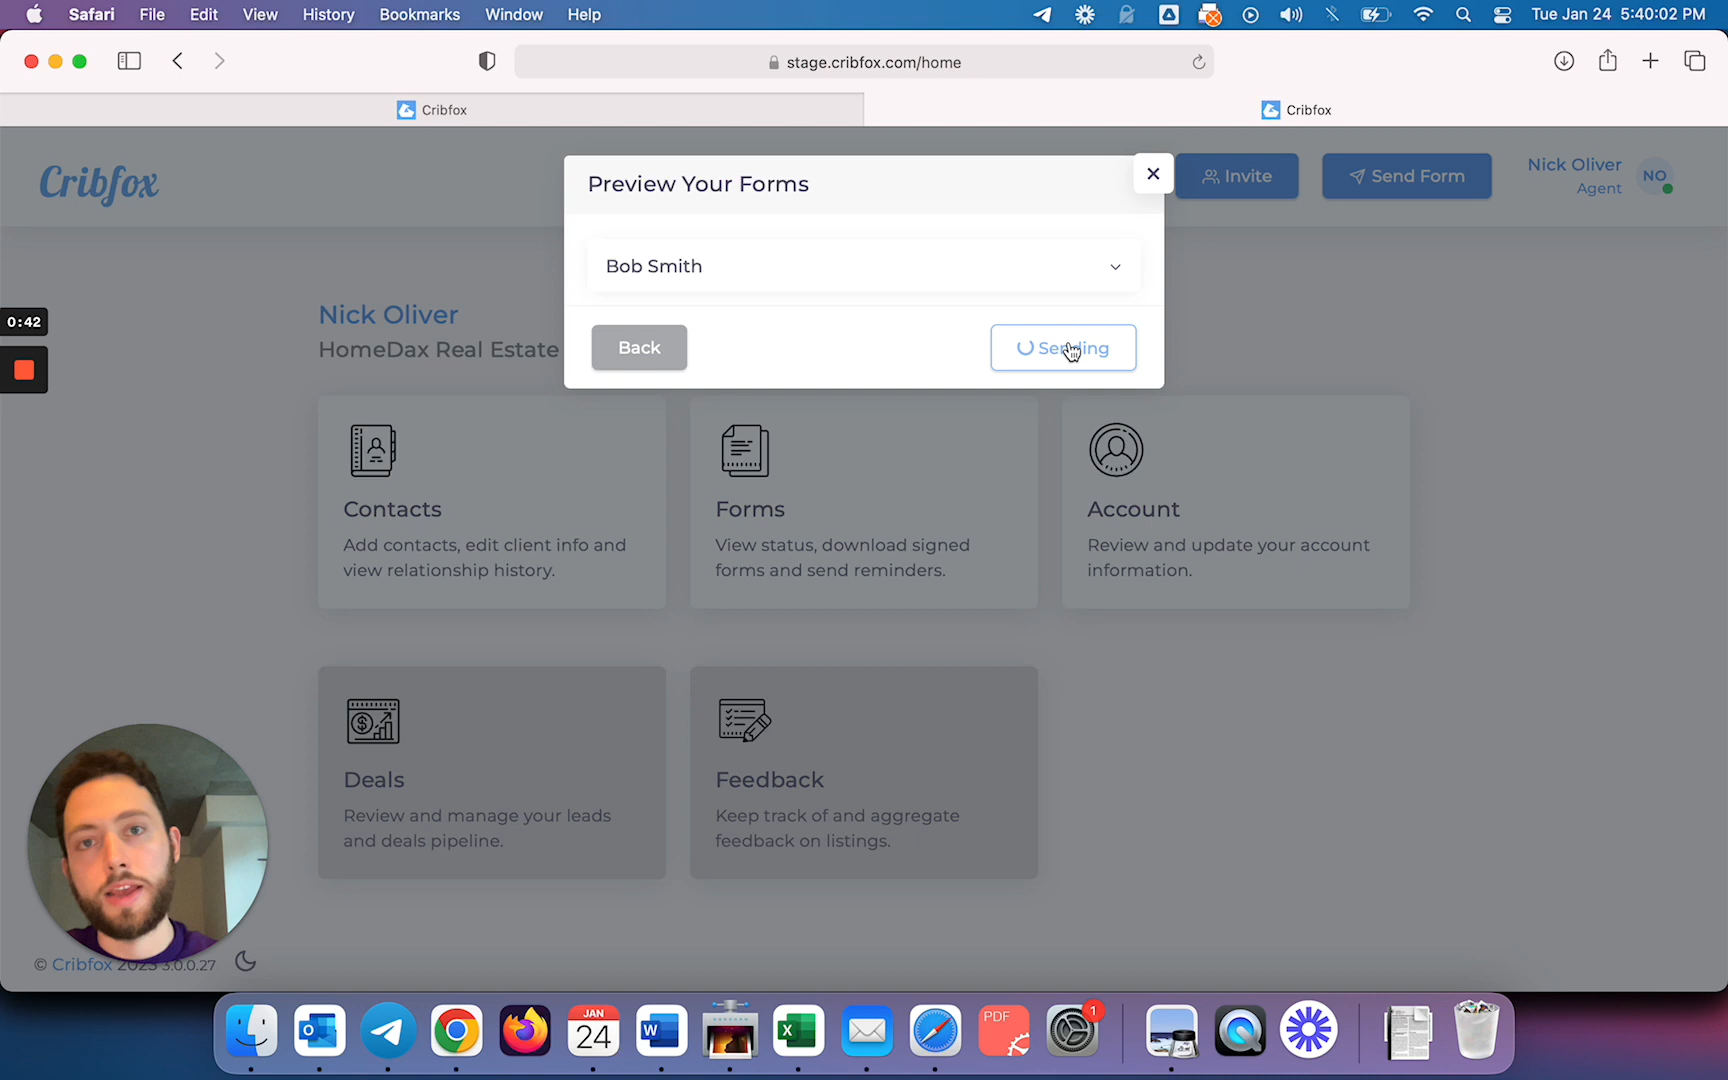 Safari File Edit View History Bookmarks Window Help Tue Jan 24 5:40:02 PM
stage.cribfox.com/home
Cribfox Cribfox
Cribfox
Preview Your Forms
Invite
Send Form
Nick Oliver
Agent
NO
Bob Smith
Back
Sending
0:42
Nick Oliver
HomeDax Real Estate
Contacts
Add contacts, edit client info and
view relationship history.
Forms
View status, download signed
forms and send reminders.
Account
Review and update your account
information.
Deals
Review and manage your leads
and deals pipeline.
Feedback
Keep track of and aggregate
feedback on listings.
© Cribfox 2023 3.0.0.27
JAN
24
PDF
1